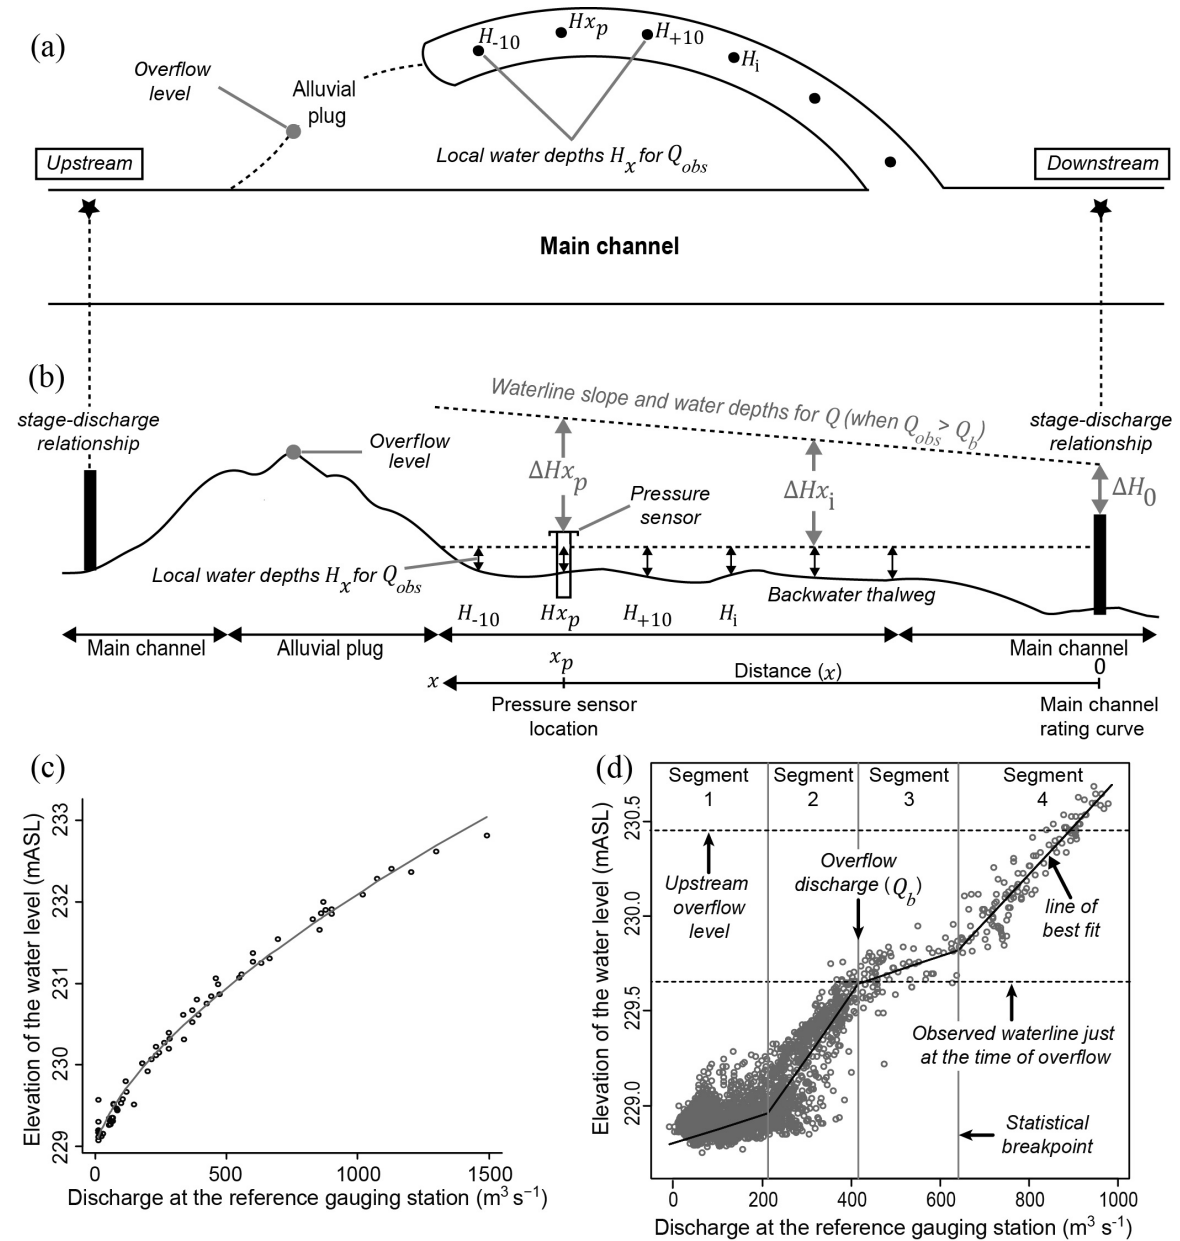 (a)
H-10
Hxp
H+10
Hi
Overflow
level
Alluvial
plug
Local water depths Hx for Qobs
Upstream
Downstream
Main channel
(b)
Waterline slope and water depths for Q (when Qobs > Qb)
stage-discharge
relationship
Overflow
level
stage-discharge
relationship
ΔHxp
ΔHxi
ΔH0
Pressure
sensor
Local water depths Hx for Qobs
Backwater thalweg
H-10
Hxp
H+10
Hi
Main channel
Alluvial plug
Main channel
x
xp
Distance (x)
0
Pressure sensor
location
Main channel
rating curve
(c)
Elevation of the water level (mASL)
233
232
231
230
229
0
500
1000
1500
Discharge at the reference gauging station (m³ s⁻¹)
(d)
Elevation of the water level (mASL)
230.5
230.0
229.5
229.0
Segment
1
Segment
2
Segment
3
Segment
4
Upstream
overflow
level
Overflow
discharge (Qb)
line of
best fit
Observed waterline just
at the time of overflow
Statistical
breakpoint
0
200
400
600
800
1000
Discharge at the reference gauging station (m³ s⁻¹)